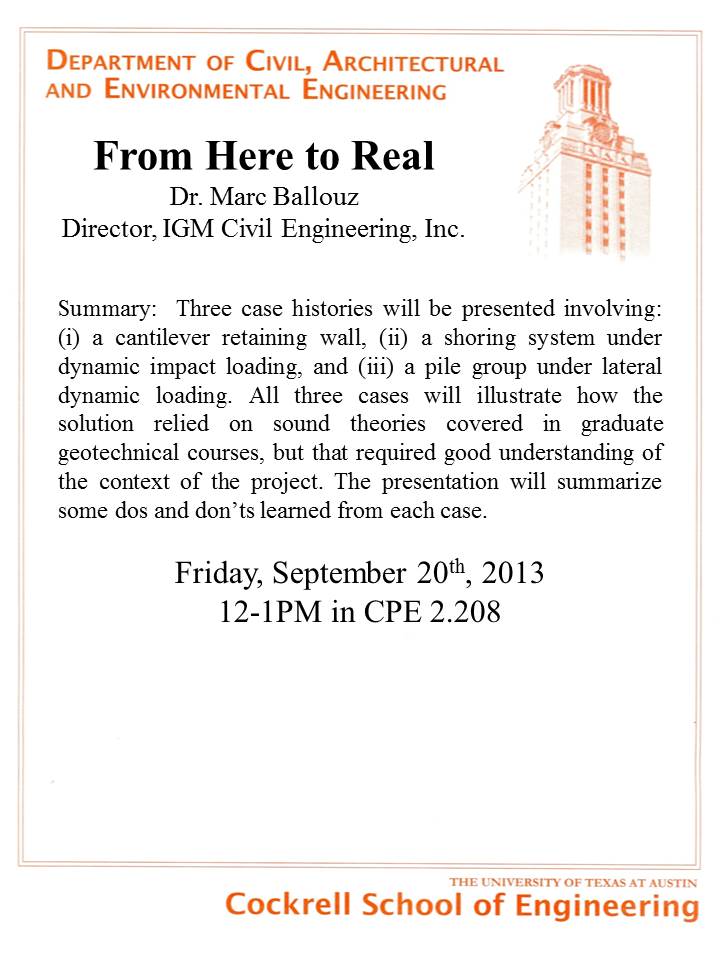 DEPARTMENT OF CIVIL, ARCHITECTURAL
AND ENVIRONMENTAL ENGINEERING
From Here to Real
Dr. Marc Ballouz
Director, IGM Civil Engineering, Inc.
Summary: Three case histories will be presented involving:
(i) a cantilever retaining wall, (ii) a shoring system under
dynamic impact loading, and (iii) a pile group under lateral
dynamic loading. All three cases will illustrate how the
solution relied on sound theories covered in graduate
geotechnical courses, but that required good understanding of
the context of the project. The presentation will summarize
some dos and don’ts learned from each case.
Friday, September 20th, 2013
12-1PM in CPE 2.208
THE UNIVERSITY OF TEXAS AT AUSTIN
Cockrell School of Engineering